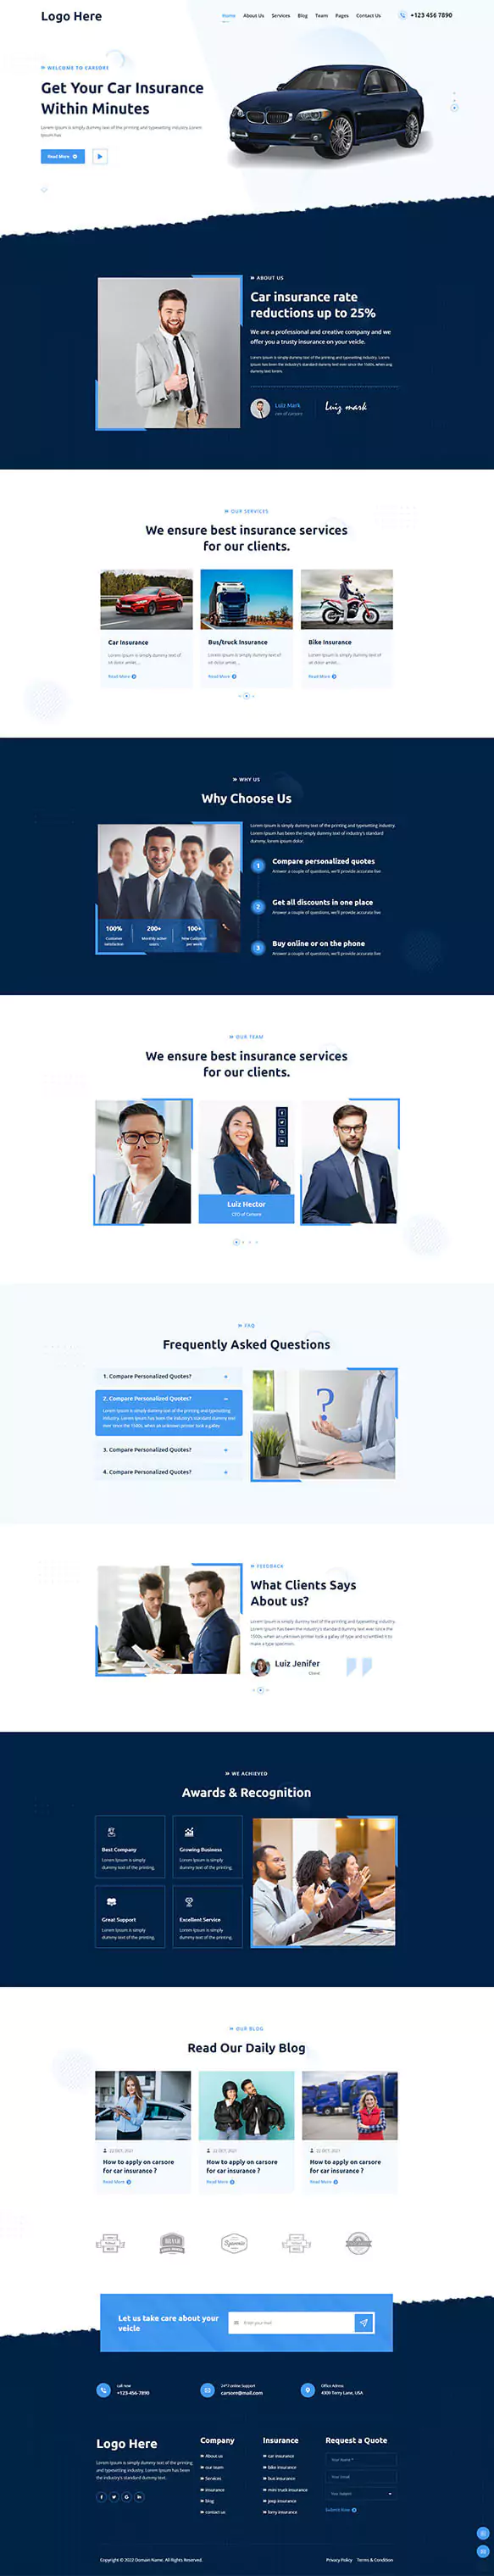 Logo Here
Home About Us Services Blog Team Pages Contact Us
+123 456 7890
WELCOME TO CARSORE
Get Your Car Insurance
Within Minutes
Lorem Ipsum is simply dummy text of the printing and typesetting industry.Lorem
Ipsum has
Read More
ABOUT US
Car insurance rate
reductions up to 25%
We are a professional and creative company and we
offer you a trusty insurance on your veicle.
Lorem Ipsum is simply dummy text of the printing and typesetting industry. Lorem
Ipsum has been the industry's standard dummy text ever since the 1500s, when ang
dummy text lorem.
Luiz Mark
ceo of carsore
Luiz mark
OUR SERVICES
We ensure best insurance services
for our clients.
Car Insurance
Lorem Ipsum is simply dummy text of
sit dolor amte...
Read More
Bus/truck Insurance
Lorem Ipsum is simply dummy text of
sit dolor amte...
Read More
Bike Insurance
Lorem Ipsum is simply dummy text of
sit dolor amte...
Read More
WHY US
Why Choose Us
Lorem Ipsum is simply dummy text of the printing and typesetting industry.
Lorem Ipsum has been the simply dummy text of industry's standard
dummy, lorem ipsum dolor.
100%
Customer
satisfaction
200+
Monthly active
users
100+
New Customer
per week
1
Compare personalized quotes
Answer a couple of questions, we'll provide accurate live
2
Get all discounts in one place
Answer a couple of questions, we'll provide accurate live
3
Buy online or on the phone
Answer a couple of questions, we'll provide accurate live
OUR TEAM
We ensure best insurance services
for our clients.
Luiz Hector
CEO of Carsore
FAQ
Frequently Asked Questions
1. Compare Personalized Quotes?
2. Compare Personalized Quotes?
Lorem Ipsum is simply dummy text of the printing and typesetting
industry. Lorem Ipsum has been the industry's standard dummy text
ever since the 1500s, when an unknown printer took a galley
3. Compare Personalized Quotes?
4. Compare Personalized Quotes?
?
FEEDBACK
What Clients Says
About us?
Lorem Ipsum is simply dummy text of the printing and typesetting industry.
Lorem Ipsum has been the industry's standard dummy text ever since the
1500s, when an unknown printer took a galley of type and scrambled it to
make a type specimen.
Luiz Jenifer
Client
WE ACHIEVED
Awards & Recognition
Best Company
Lorem Ipsum is simply
dummy text of the printing.
Growing Business
Lorem Ipsum is simply
dummy text of the printing.
Great Support
Lorem Ipsum is simply
dummy text of the printing.
Excellent Service
Lorem Ipsum is simply
dummy text of the printing.
OUR BLOG
Read Our Daily Blog
22 DEC, 2021
How to apply on carsore
for car insurance ?
Read More
22 DEC, 2021
How to apply on carsore
for car insurance ?
Read More
22 DEC, 2021
How to apply on carsore
for car insurance ?
Read More
Let us take care about your
veicle
Enter your mail
call now
+123-456-7890
24*7 online Support
carsore@mail.com
Office Adress
4309 Terry Lane, USA
Logo Here
Lorem Ipsum is simply dummy text of the printing
and typesetting industry. Lorem Ipsum has been
the industry's standard dummy text.
Company
About us
our team
Services
insurance
blog
contact us
Insurance
car insurance
bike insurance
bus insurance
mini truck insurance
jeep insurance
lorry insurance
Request a Quote
Your Name *
Your Email
Your Subject
Submit Now
Copyright © 2022 Domain Name. All Rights Reserved.
Privacy Policy Terms & Condition